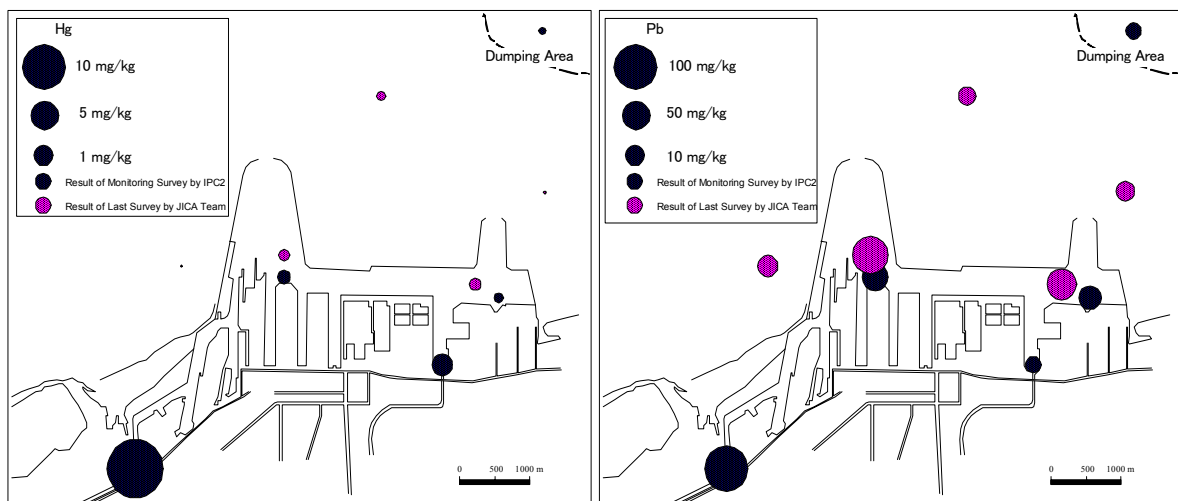 Hg
10 mg/kg
5 mg/kg
1 mg/kg
Result of Monitoring Survey by IPC2
Result of Last Survey by JICA Team
Dumping Area
0 500 1000 m
Pb
100 mg/kg
50 mg/kg
10 mg/kg
Result of Monitoring Survey by IPC2
Result of Last Survey by JICA Team
Dumping Area
0 500 1000 m